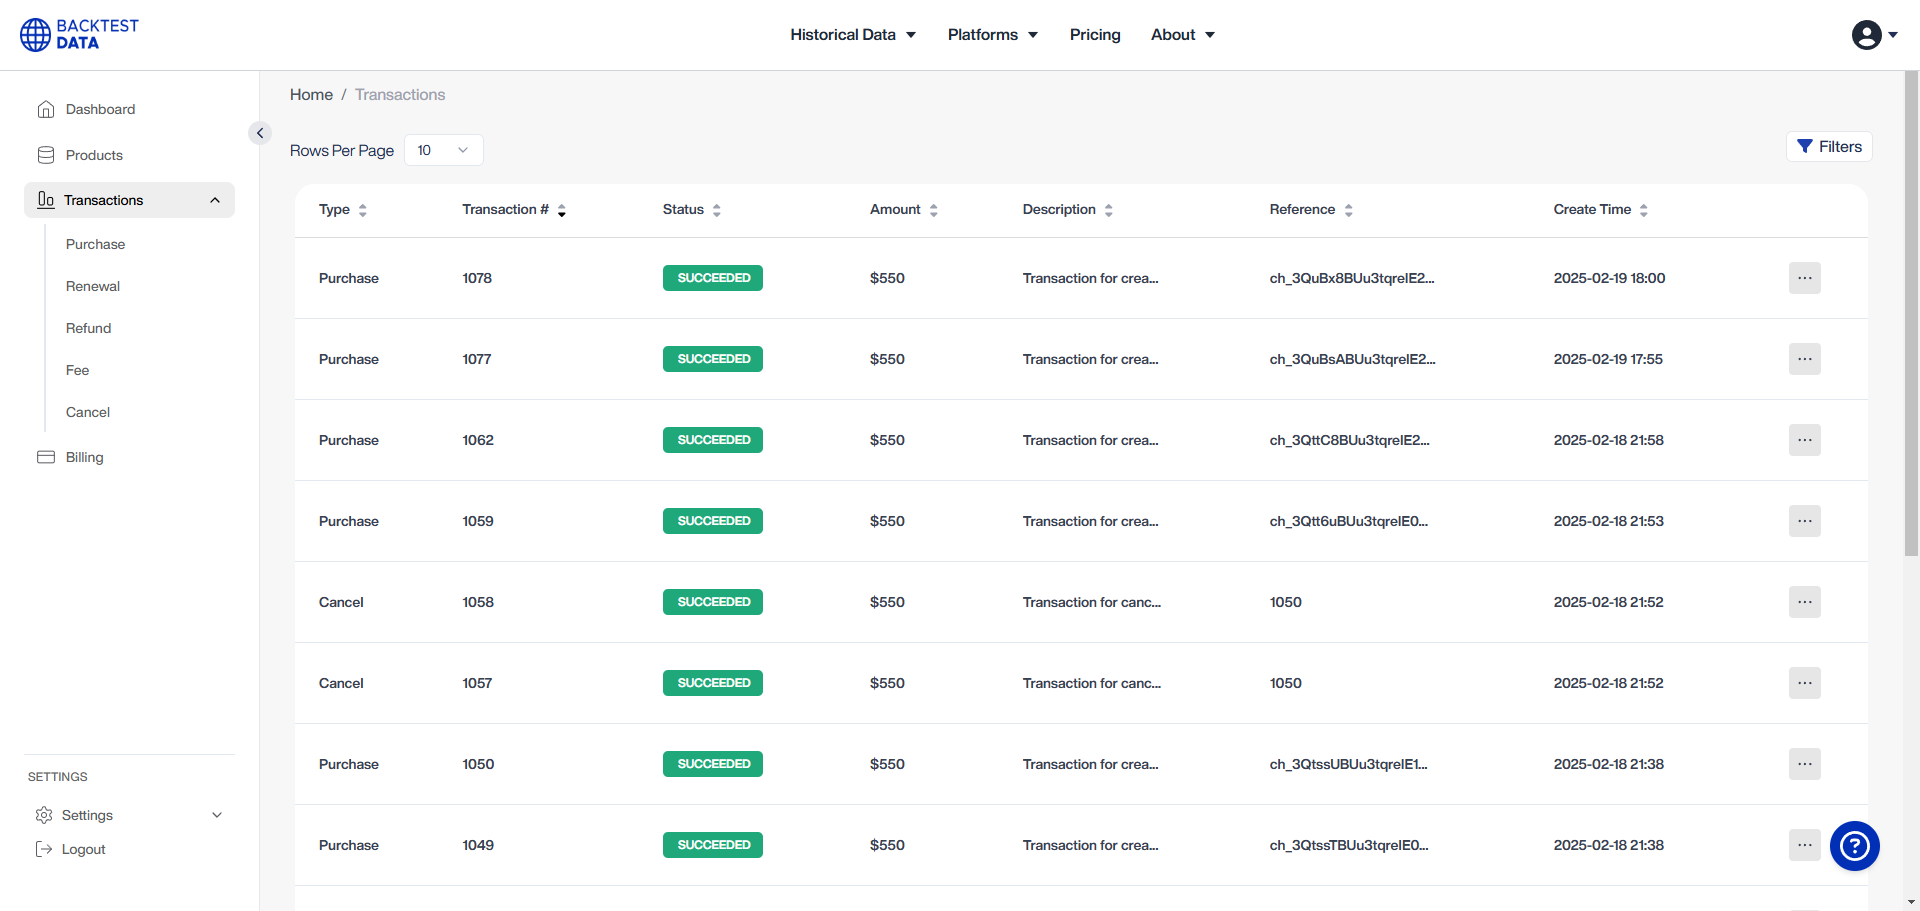 BACKTEST
DATA
Historical Data
Platforms
Pricing
About
Dashboard
Products
Transactions
Purchase
Renewal
Refund
Fee
Cancel
Billing
SETTINGS
Settings
Logout
Home / Transactions
Rows Per Page 10
Filters
Type Transaction # Status Amount Description Reference Create Time
Purchase 1078 SUCCEEDED $550 Transaction for crea... ch_3QuBx8BUu3tqrelE2... 2025-02-19 18:00 ...
Purchase 1077 SUCCEEDED $550 Transaction for crea... ch_3QuBsABUu3tqrelE2... 2025-02-19 17:55 ...
Purchase 1062 SUCCEEDED $550 Transaction for crea... ch_3QttC8BUu3tqrelE2... 2025-02-18 21:58 ...
Purchase 1059 SUCCEEDED $550 Transaction for crea... ch_3Qtt6uBUu3tqrelE0... 2025-02-18 21:53 ...
Cancel 1058 SUCCEEDED $550 Transaction for canc... 1050 2025-02-18 21:52 ...
Cancel 1057 SUCCEEDED $550 Transaction for canc... 1050 2025-02-18 21:52 ...
Purchase 1050 SUCCEEDED $550 Transaction for crea... ch_3QtssUBUu3tqrelE1... 2025-02-18 21:38 ...
Purchase 1049 SUCCEEDED $550 Transaction for crea... ch_3QtssTBUu3tqrelE0... 2025-02-18 21:38 ...